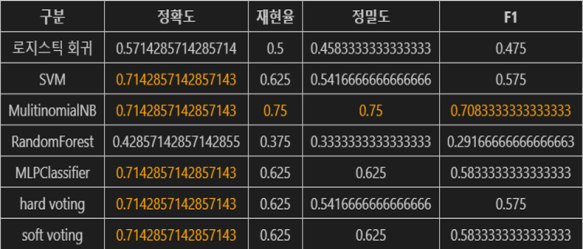 구분 정확도 재현율 정밀도 F1
로지스틱 회귀 0.5714285714285714 0.5 0.4583333333333333 0.475
SVM 0.7142857142857143 0.625 0.5416666666666666 0.575
MulitinomialNB 0.7142857142857143 0.75 0.75 0.7083333333333333
RandomForest 0.42857142857142855 0.375 0.3333333333333333 0.29166666666666663
MLPClassifier 0.7142857142857143 0.625 0.625 0.5833333333333333
hard voting 0.7142857142857143 0.625 0.5416666666666666 0.575
soft voting 0.7142857142857143 0.625 0.625 0.5833333333333333